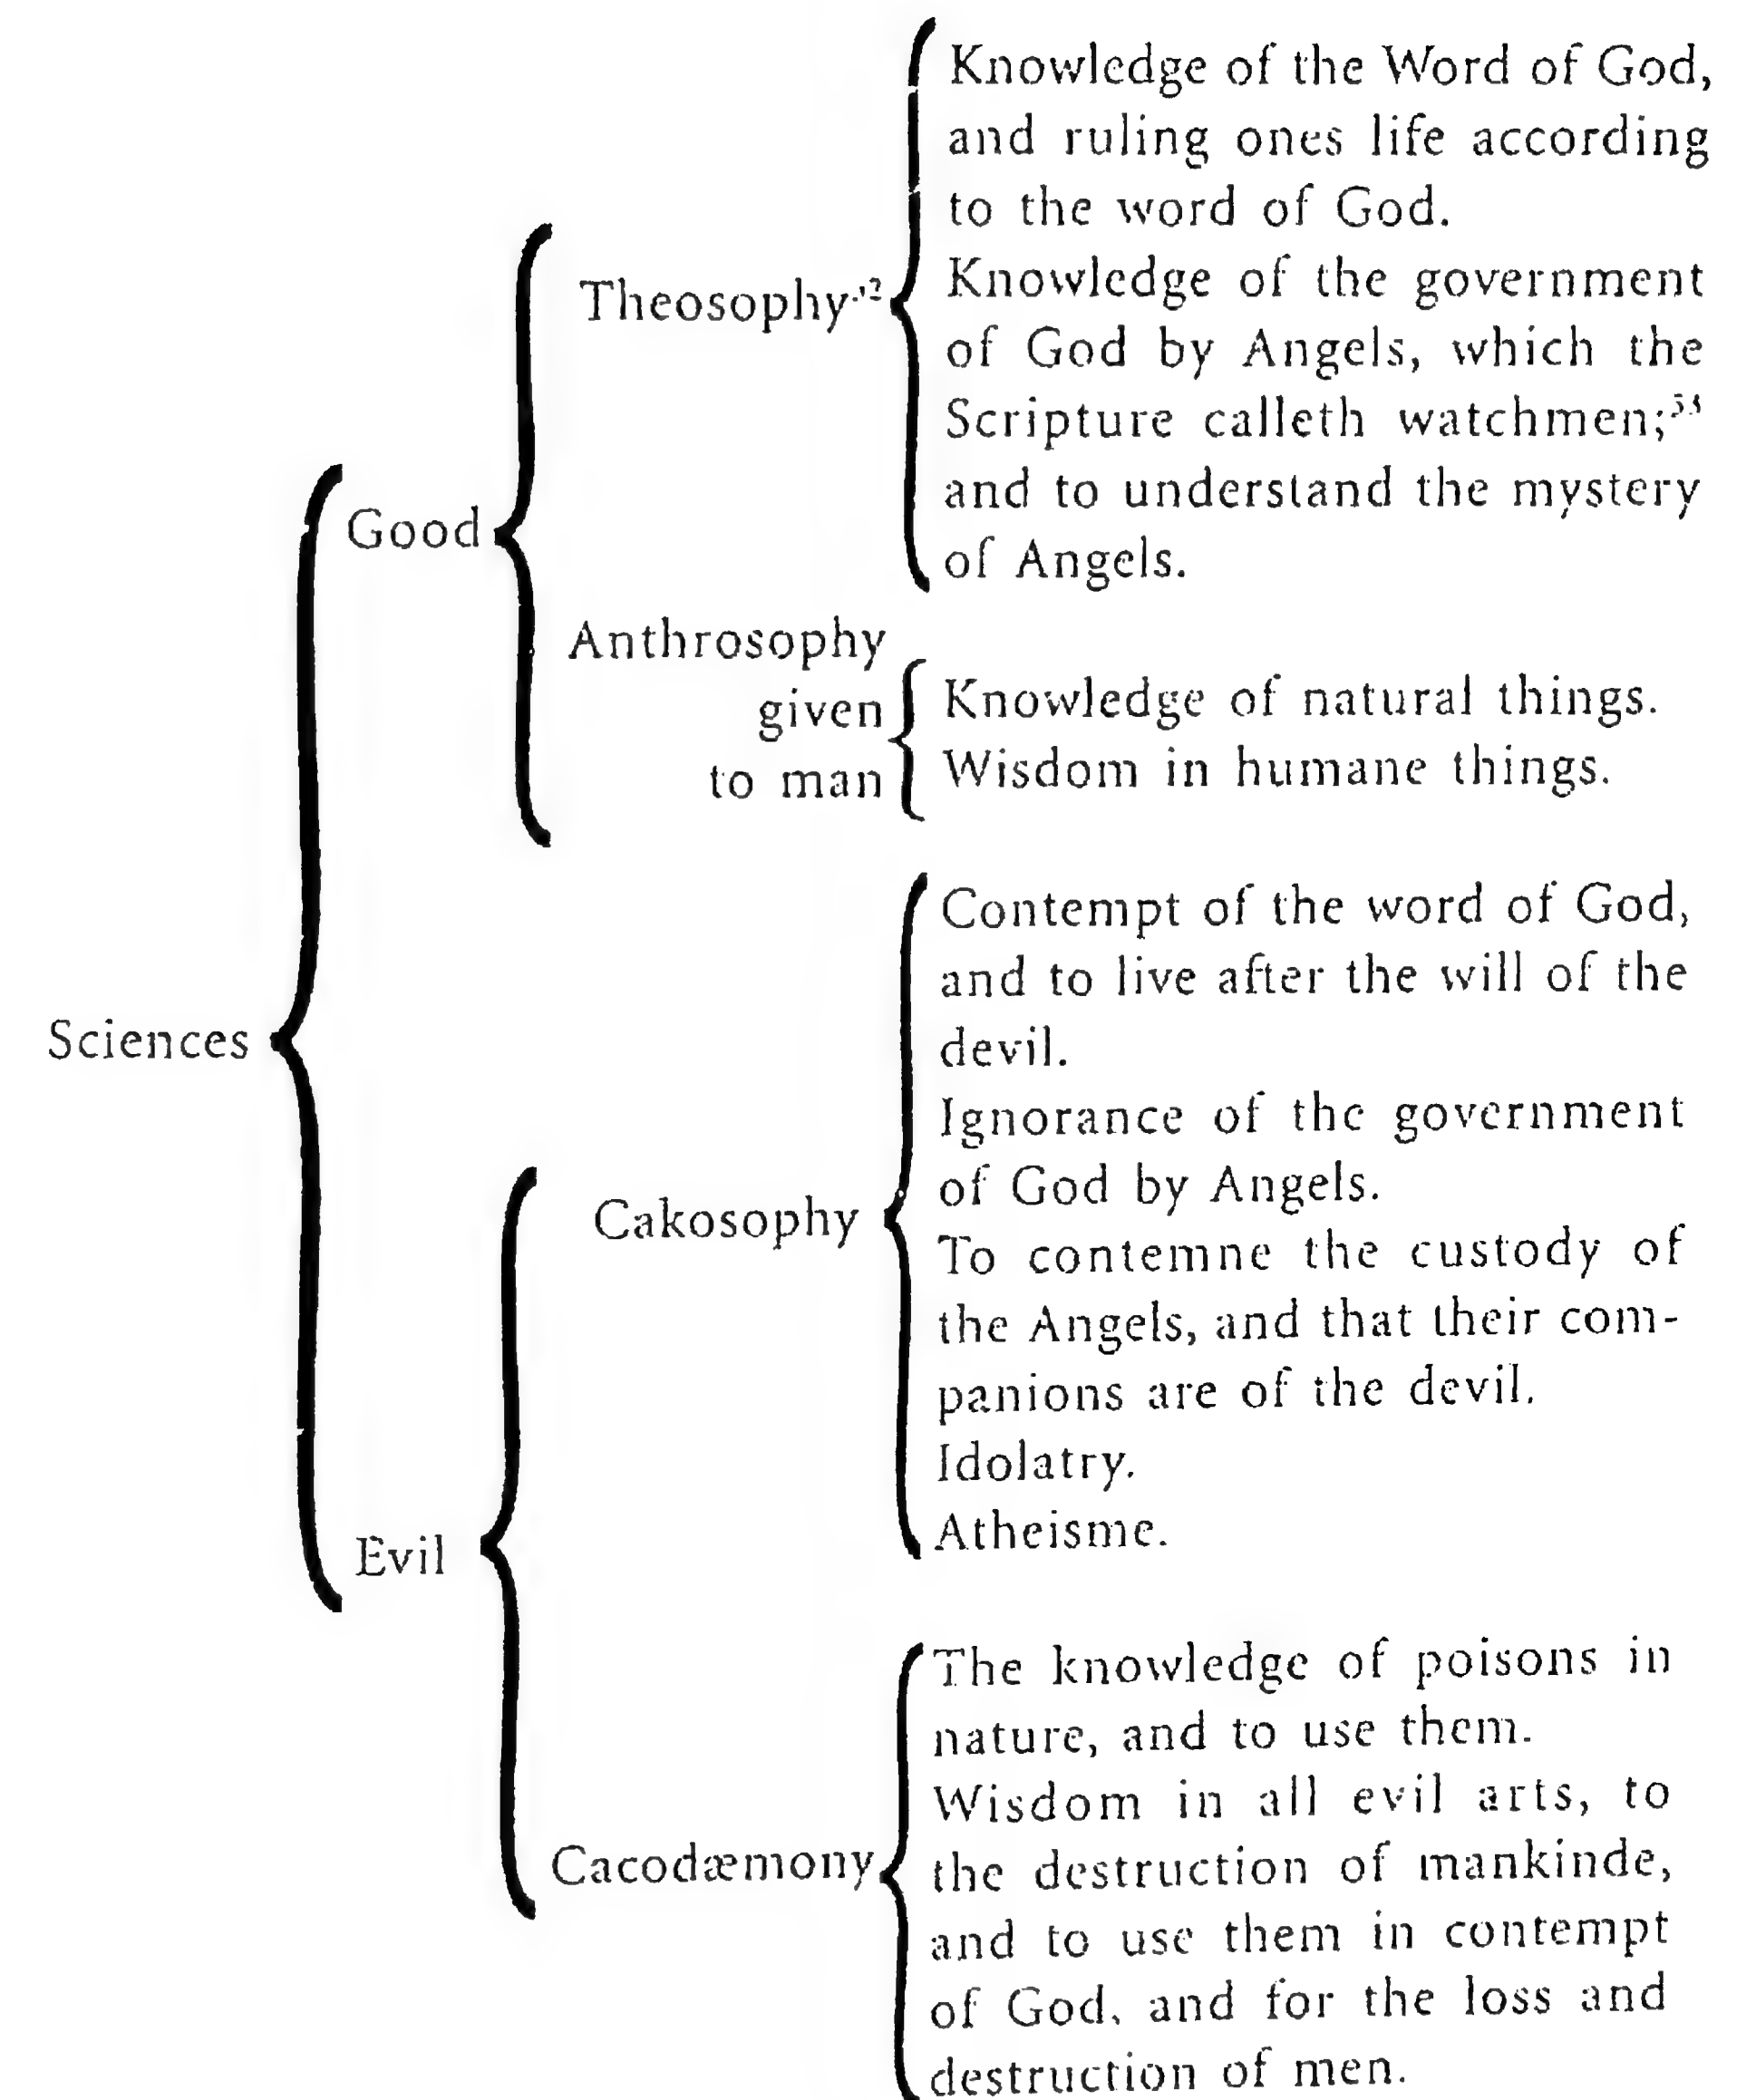 Sciences
Good
Theosophy
Knowledge of the Word of God,
and ruling ones life according
to the word of God.
Knowledge of the government
of God by Angels, which the
Scripture calleth watchmen;
and to understand the mystery
of Angels.
Anthrosophy
given
to man
Knowledge of natural things.
Wisdom in humane things.
Evil
Cakosophy
Contempt of the word of God,
and to live after the will of the
devil.
Ignorance of the government
of God by Angels.
To contemne the custody of
the Angels, and that their com-
panions are of the devil.
Idolatry.
Atheisme.
Cacodæmony
The knowledge of poisons in
nature, and to use them.
Wisdom in all evil arts, to
the destruction of mankinde,
and to use them in contempt
of God, and for the loss and
destruction of men.